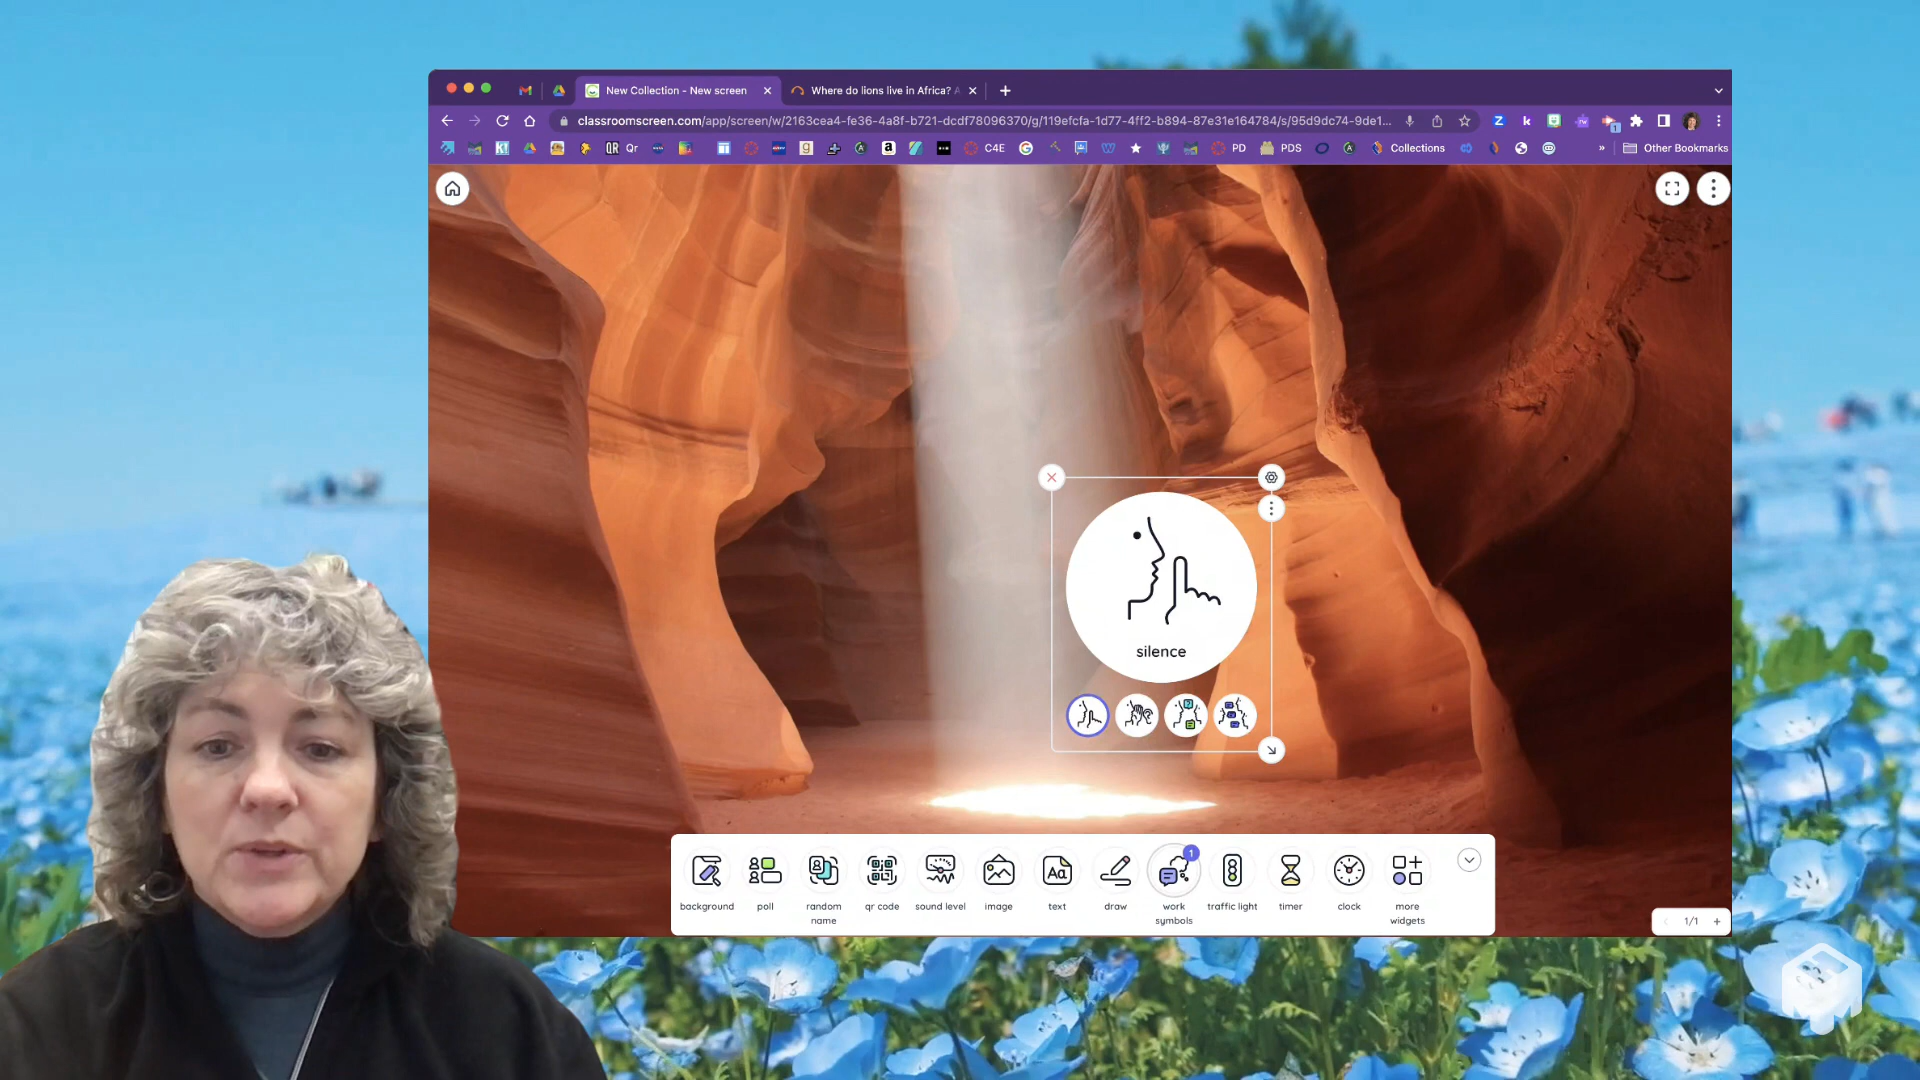 New Collection - New screen
Where do lions live in Africa? A
classroomscreen.com/app/screen/w/2163cea4-fe36-4a8f-b721-dcdf78096370/g/119efcfa-1d77-4ff2-b894-87e31e164784/s/95d9dc74-9de1...
QR Qr
C4E
PD
PDS
Collections
Other Bookmarks
silence
1
background
poll
random
name
qr code
sound level
image
text
draw
work
symbols
traffic light
timer
clock
more
widgets
1/1